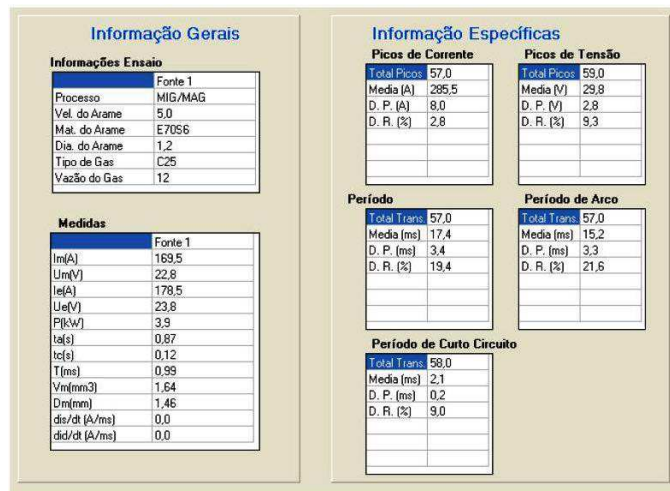 Informação Gerais
Informações Ensaio
Fonte 1
Processo MIG/MAG
Vel. do Arame 5,0
Mat. do Arame E70S6
Dia. do Arame 1,2
Tipo de Gas C25
Vazão do Gas 12
Medidas
Fonte 1
Im(A) 169,5
Um(V) 22,8
Ie(A) 178,5
Ue(V) 23,8
P(kW) 3,9
ta(s) 0,87
tc(s) 0,12
T(ms) 0,99
Vm(mm3) 1,64
Dm(mm) 1,46
dis/dt (A/ms) 0,0
did/dt (A/ms) 0,0
Informação Específicas
Picos de Corrente
Total Picos 57,0
Media (A) 285,5
D. P. (A) 8,0
D. R. (%) 2,8
Picos de Tensão
Total Picos 59,0
Media (V) 29,8
D. P. (V) 2,8
D. R. (%) 9,3
Período
Total Trans. 57,0
Media (ms) 17,4
D. P. (ms) 3,4
D. R. (%) 19,4
Período de Arco
Total Trans. 57,0
Media (ms) 15,2
D. P. (ms) 3,3
D. R. (%) 21,6
Período de Curto Circuito
Total Trans. 58,0
Media (ms) 2,1
D. P. (ms) 0,2
D. R. (%) 9,0